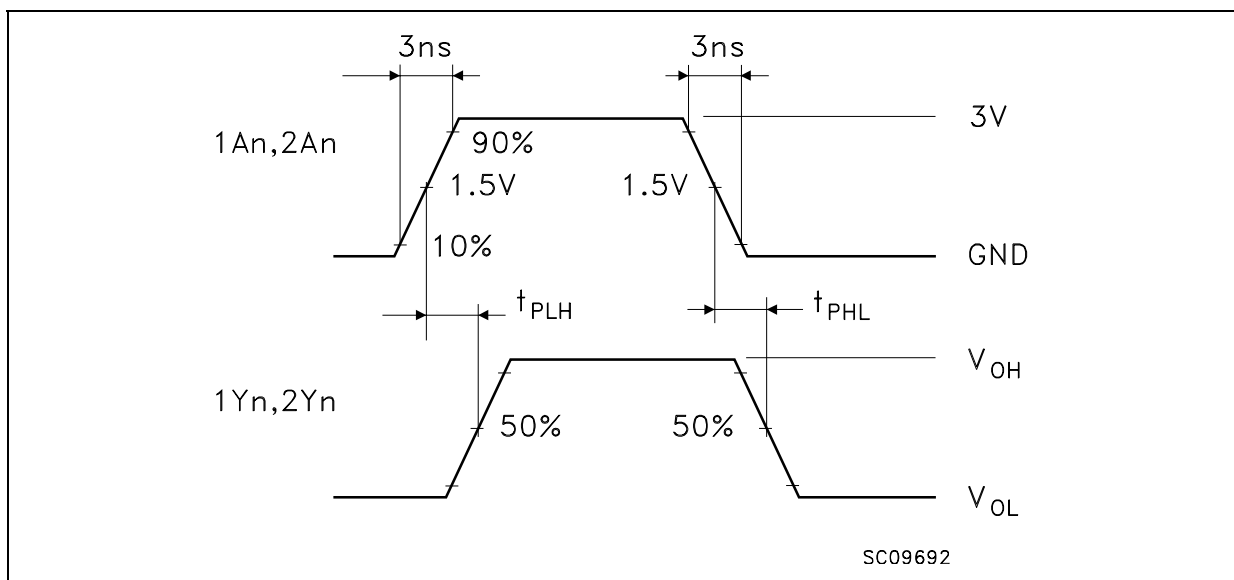 3ns 3ns
1An,2An 90% 3V
1.5V 1.5V
10% GND
tPLH tPHL
1Yn,2Yn VOH
50% 50%
VOL
SC09692